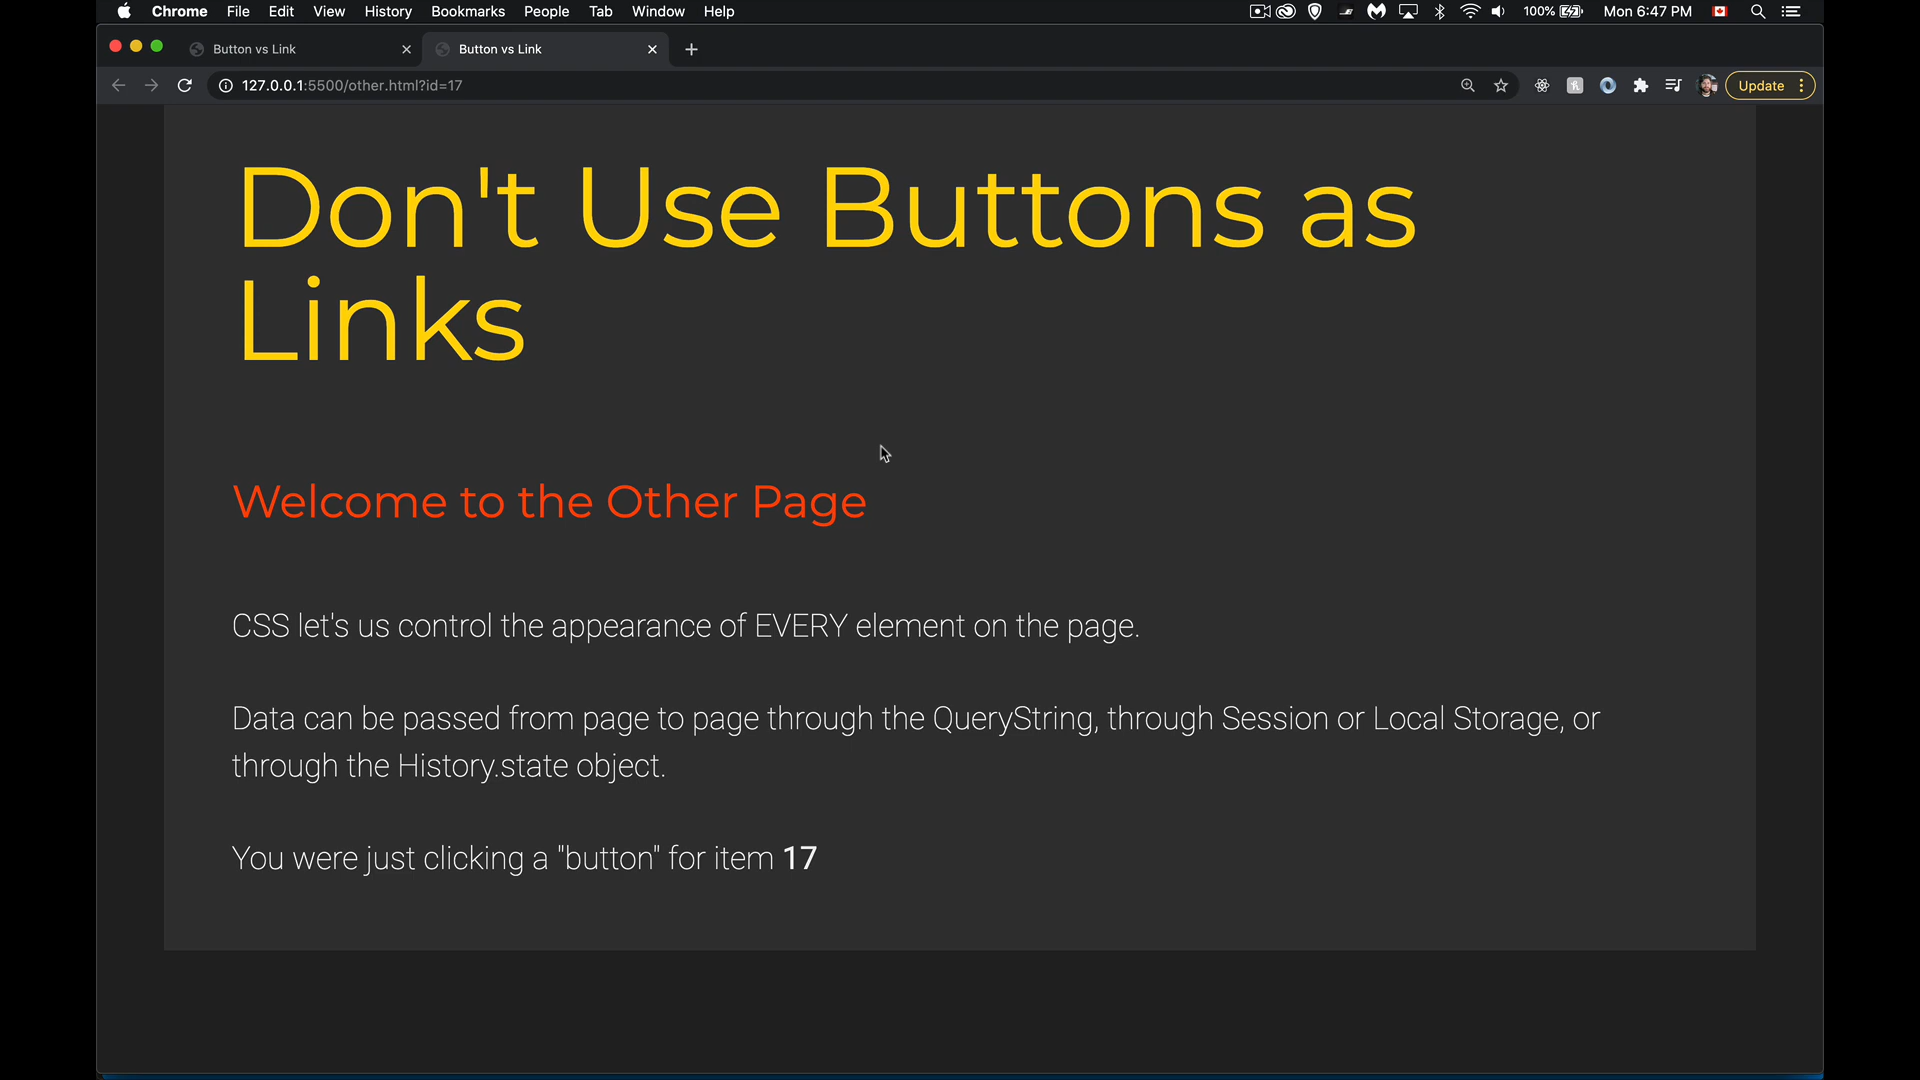 Chrome File Edit View History Bookmarks People Tab Window Help 100% Mon 6:47 PM
Button vs Link Button vs Link
127.0.0.1:5500/other.html?id=17 Update
Don't Use Buttons as
Links
Welcome to the Other Page
CSS let's us control the appearance of EVERY element on the page.
Data can be passed from page to page through the QueryString, through Session or Local Storage, or
through the History.state object.
You were just clicking a "button" for item 17